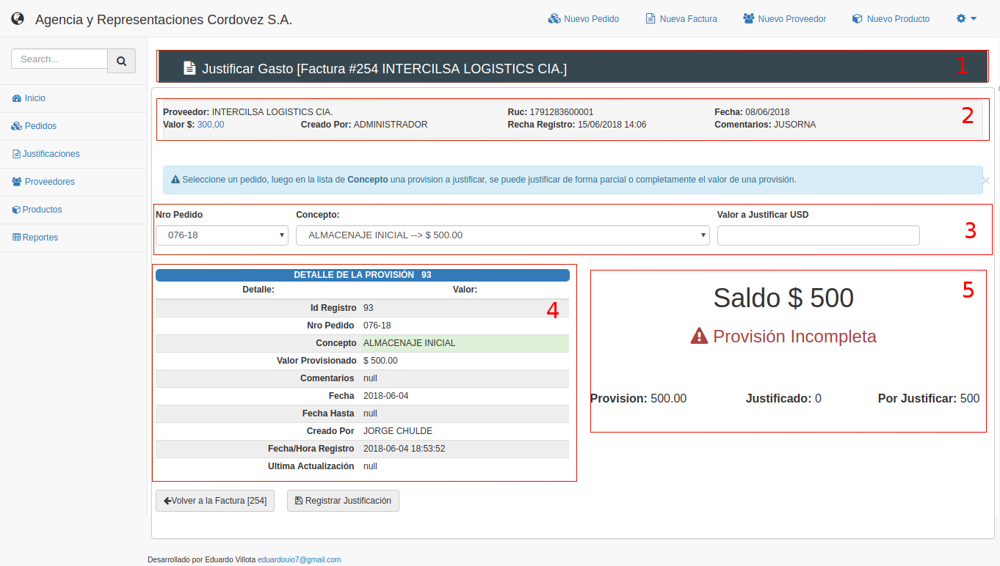 Agencia y Representaciones Cordovez S.A.
Nuevo Pedido
Nueva Factura
Nuevo Proveedor
Nuevo Producto
Search...
Inicio
Pedidos
Justificaciones
Proveedores
Productos
Reportes
Justificar Gasto [Factura #254 INTERCILSA LOGISTICS CIA.]
1
Proveedor: INTERCILSA LOGISTICS CIA. Ruc: 1791283600001 Fecha: 08/06/2018
Valor $: 300,00 Creado Por: ADMINISTRADOR Recha Registro: 15/06/2018 14:06 Comentarios: JUSORNA
2
Seleccione un pedido, luego en la lista de Concepto una provision a justificar, se puede justificar de forma parcial o completamente el valor de una provisión.
×
Nro Pedido Concepto: Valor a Justificar USD
076-18 ALMACENAJE INICIAL --> $ 500.00
3
DETALLE DE LA PROVISIÓN 93
Detalle: Valor:
Id Registro 93
4
Nro Pedido 076-18
Concepto ALMACENAJE INICIAL
Valor Provisionado $ 500.00
Comentarios null
Fecha 2018-06-04
Fecha Hasta null
Creado Por JORGE CHULDE
Fecha/Hora Registro 2018-06-04 18:53:52
Ultima Actualización null
Saldo $ 500
5
Provisión Incompleta
Provision: 500.00 Justificado: 0 Por Justificar: 500
Volver a la Factura [254] Registrar Justificación
Desarrollado por Eduardo Villota eduardouio7@gmail.com